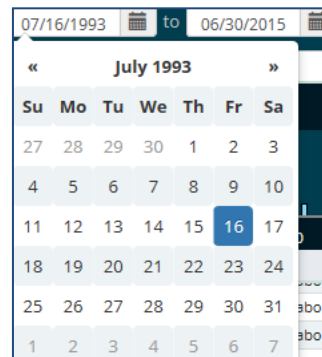 07/16/1993 to 06/30/2015
« July 1993 »
Su Mo Tu We Th Fr Sa
27 28 29 30 1 2 3
4 5 6 7 8 9 10
11 12 13 14 15 16 17
18 19 20 21 22 23 24
25 26 27 28 29 30 31
1 2 3 4 5 6 7